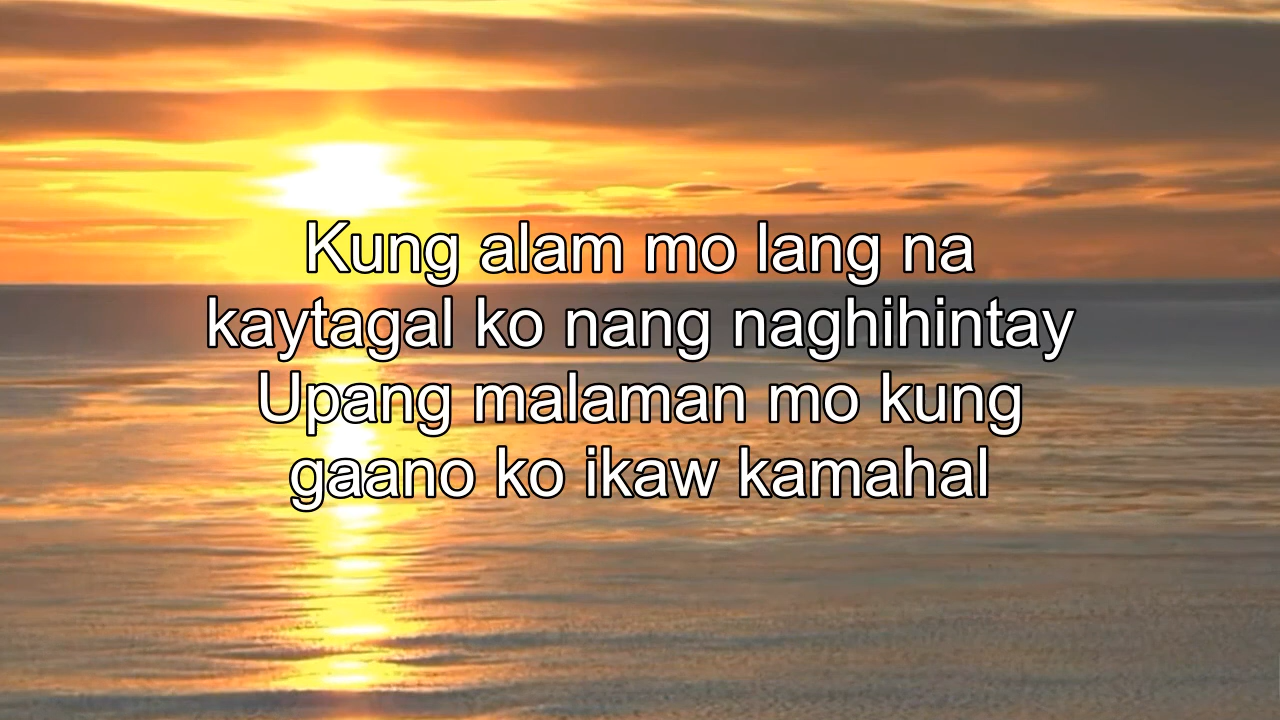 Kung alam mo lang na
kaytagal ko nang naghihintay
Upang malaman mo kung
gaano ko ikaw kamahal